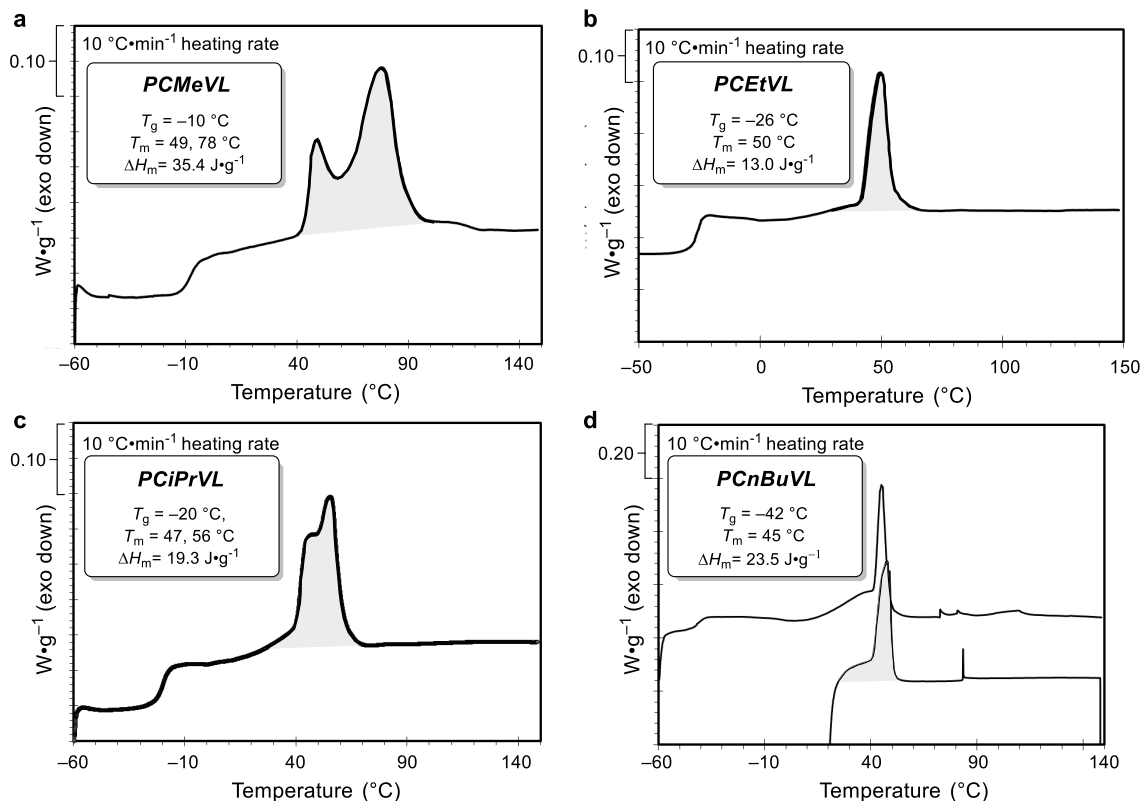 a
10 °C•min⁻¹ heating rate
0.10
PCMeVL
Tg = –10 °C
Tm = 49, 78 °C
ΔHm= 35.4 J•g⁻¹
W•g⁻¹ (exo down)
–60 –10 40 90 140
Temperature (°C)
b
10 °C•min⁻¹ heating rate
0.10
PCEtVL
Tg = –26 °C
Tm = 50 °C
ΔHm= 13.0 J•g⁻¹
W•g⁻¹ (exo down)
–50 0 50 100 150
Temperature (°C)
c
10 °C•min⁻¹ heating rate
0.10
PCiPrVL
Tg = –20 °C,
Tm = 47, 56 °C
ΔHm= 19.3 J•g⁻¹
W•g⁻¹ (exo down)
–60 –10 40 90 140
Temperature (°C)
d
10 °C•min⁻¹ heating rate
0.20
PCnBuVL
Tg = –42 °C
Tm = 45 °C
ΔHm= 23.5 J•g⁻¹
W•g⁻¹ (exo down)
–60 –10 40 90 140
Temperature (°C)